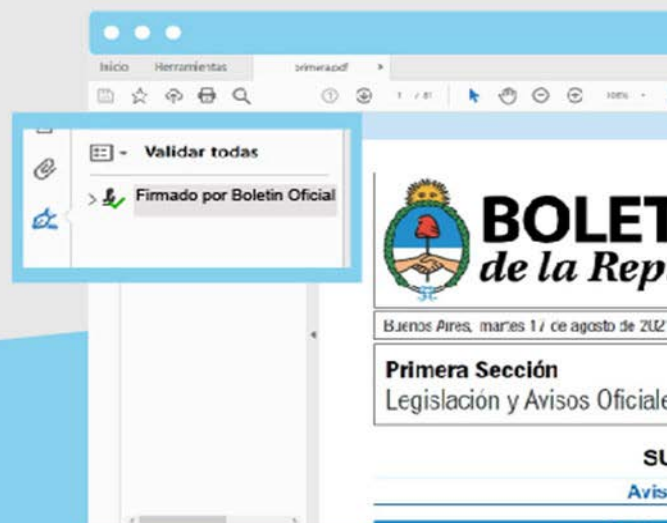 Inicio Herramientas primera.pdf
1 / 81
Validar todas
Firmado por Boletin Oficial
BOLET
de la Rep
Buenos Aires, martes 17 de agosto de 202
Primera Sección
Legislación y Avisos Oficiale
SU
Avis